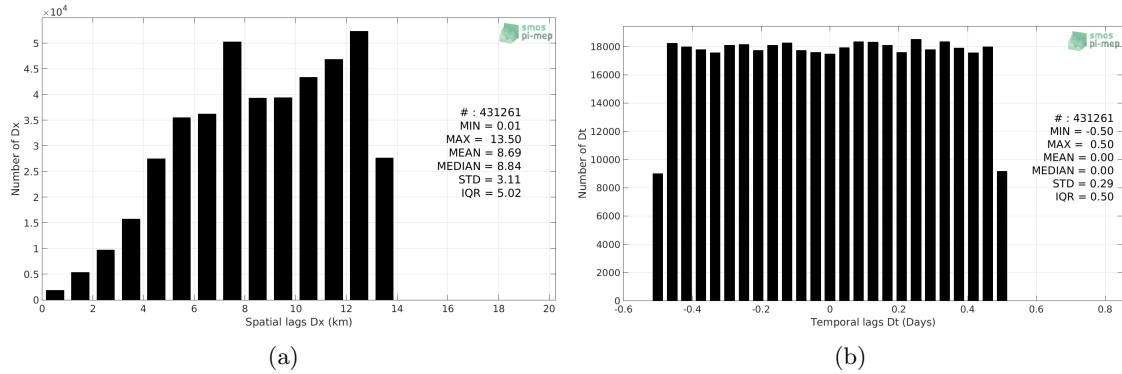 ×10⁴
5
4.5
4
3.5
3
2.5
2
1.5
1
0.5
0
Number of Dx
smos
pi-mep
# : 431261
MIN = 0.01
MAX = 13.50
MEAN = 8.69
MEDIAN = 8.84
STD = 3.11
IQR = 5.02
0 2 4 6 8 10 12 14 16 18 20
Spatial lags Dx (km)
(a)
18000
16000
14000
12000
10000
8000
6000
4000
2000
0
Number of Dt
smos
pi-mep
# : 431261
MIN = -0.50
MAX = 0.50
MEAN = 0.00
MEDIAN = 0.00
STD = 0.29
IQR = 0.50
-0.6 -0.4 -0.2 0 0.2 0.4 0.6 0.8
Temporal lags Dt (Days)
(b)